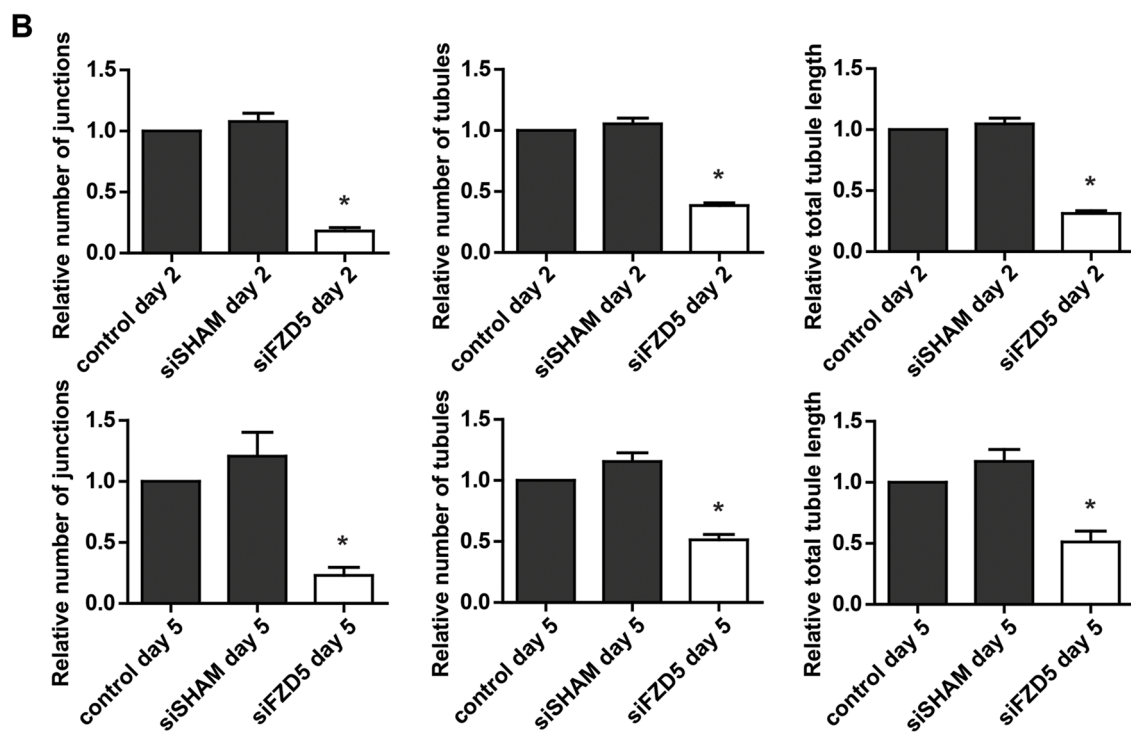 B
Relative number of junctions
1.5
1.0
0.5
0.0
*
control day 2
siSHAM day 2
siFZD5 day 2
Relative number of tubules
1.5
1.0
0.5
0.0
*
control day 2
siSHAM day 2
siFZD5 day 2
Relative total tubule length
1.5
1.0
0.5
0.0
*
control day 2
siSHAM day 2
siFZD5 day 2
Relative number of junctions
1.5
1.0
0.5
0.0
*
control day 5
siSHAM day 5
siFZD5 day 5
Relative number of tubules
1.5
1.0
0.5
0.0
*
control day 5
siSHAM day 5
siFZD5 day 5
Relative total tubule length
1.5
1.0
0.5
0.0
*
control day 5
siSHAM day 5
siFZD5 day 5